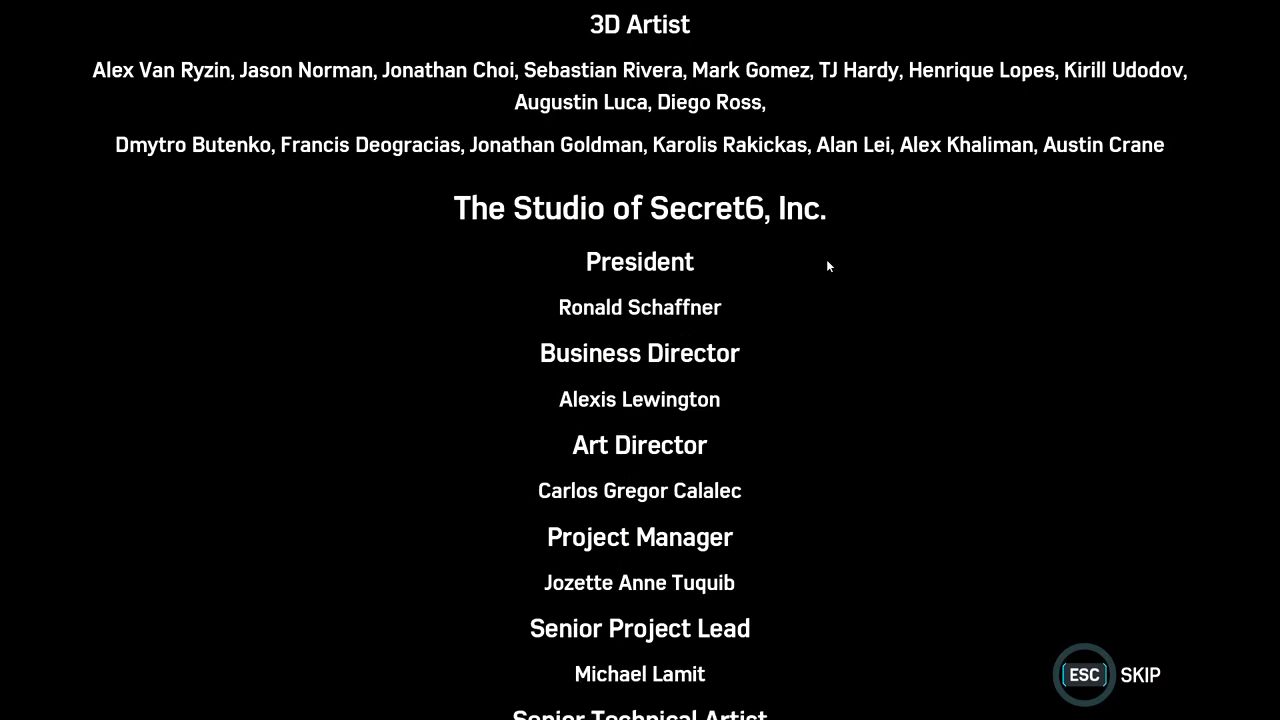 3D Artist
Alex Van Ryzin, Jason Norman, Jonathan Choi, Sebastian Rivera, Mark Gomez, TJ Hardy, Henrique Lopes, Kirill Udodov,
Augustin Luca, Diego Ross,
Dmytro Butenko, Francis Deogracias, Jonathan Goldman, Karolis Rakickas, Alan Lei, Alex Khaliman, Austin Crane
The Studio of Secret6, Inc.
President
Ronald Schaffner
Business Director
Alexis Lewington
Art Director
Carlos Gregor Calalec
Project Manager
Jozette Anne Tuquib
Senior Project Lead
Michael Lamit
ESC SKIP
Senior Technical Artist